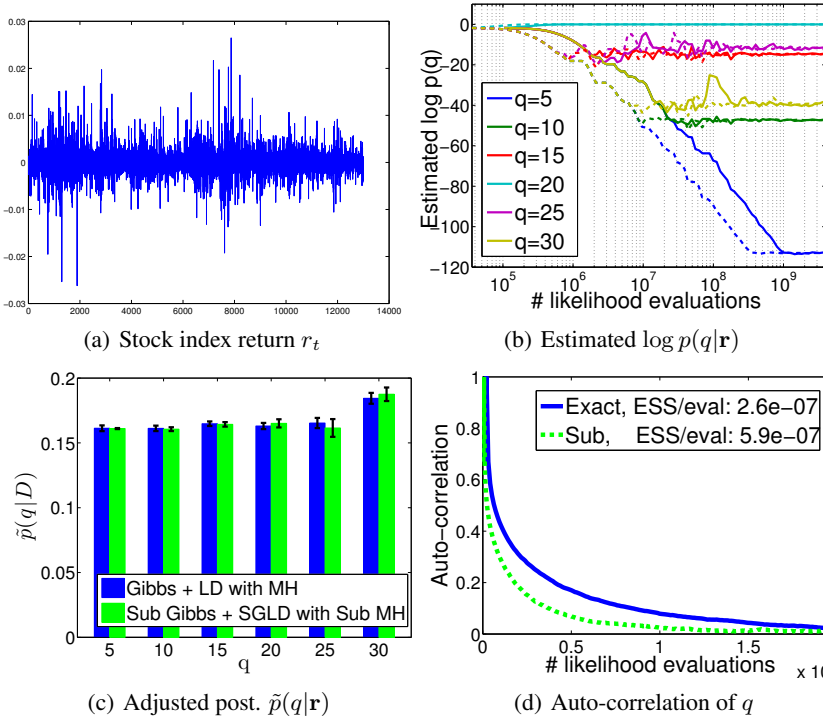 0.03
0.02
0.01
0
−0.01
−0.02
−0.03
0 2000 4000 6000 8000 10000 12000 14000
(a) Stock index return r_t
0
−20
−40
−60
−80
−100
−120
Estimated log p(q)
q=5
q=10
q=15
q=20
q=25
q=30
10^5 10^6 10^7 10^8 10^9
# likelihood evaluations
(b) Estimated log p(q|r)
0.2
0.15
0.1
0.05
0
p̃(q|D)
Gibbs + LD with MH
Sub Gibbs + SGLD with Sub MH
5 10 15 20 25 30
q
(c) Adjusted post. p̃(q|r)
1
0.8
0.6
0.4
0.2
0
Auto-correlation
Exact, ESS/eval: 2.6e-07
Sub, ESS/eval: 5.9e-07
0 0.5 1 1.5
# likelihood evaluations
(d) Auto-correlation of q